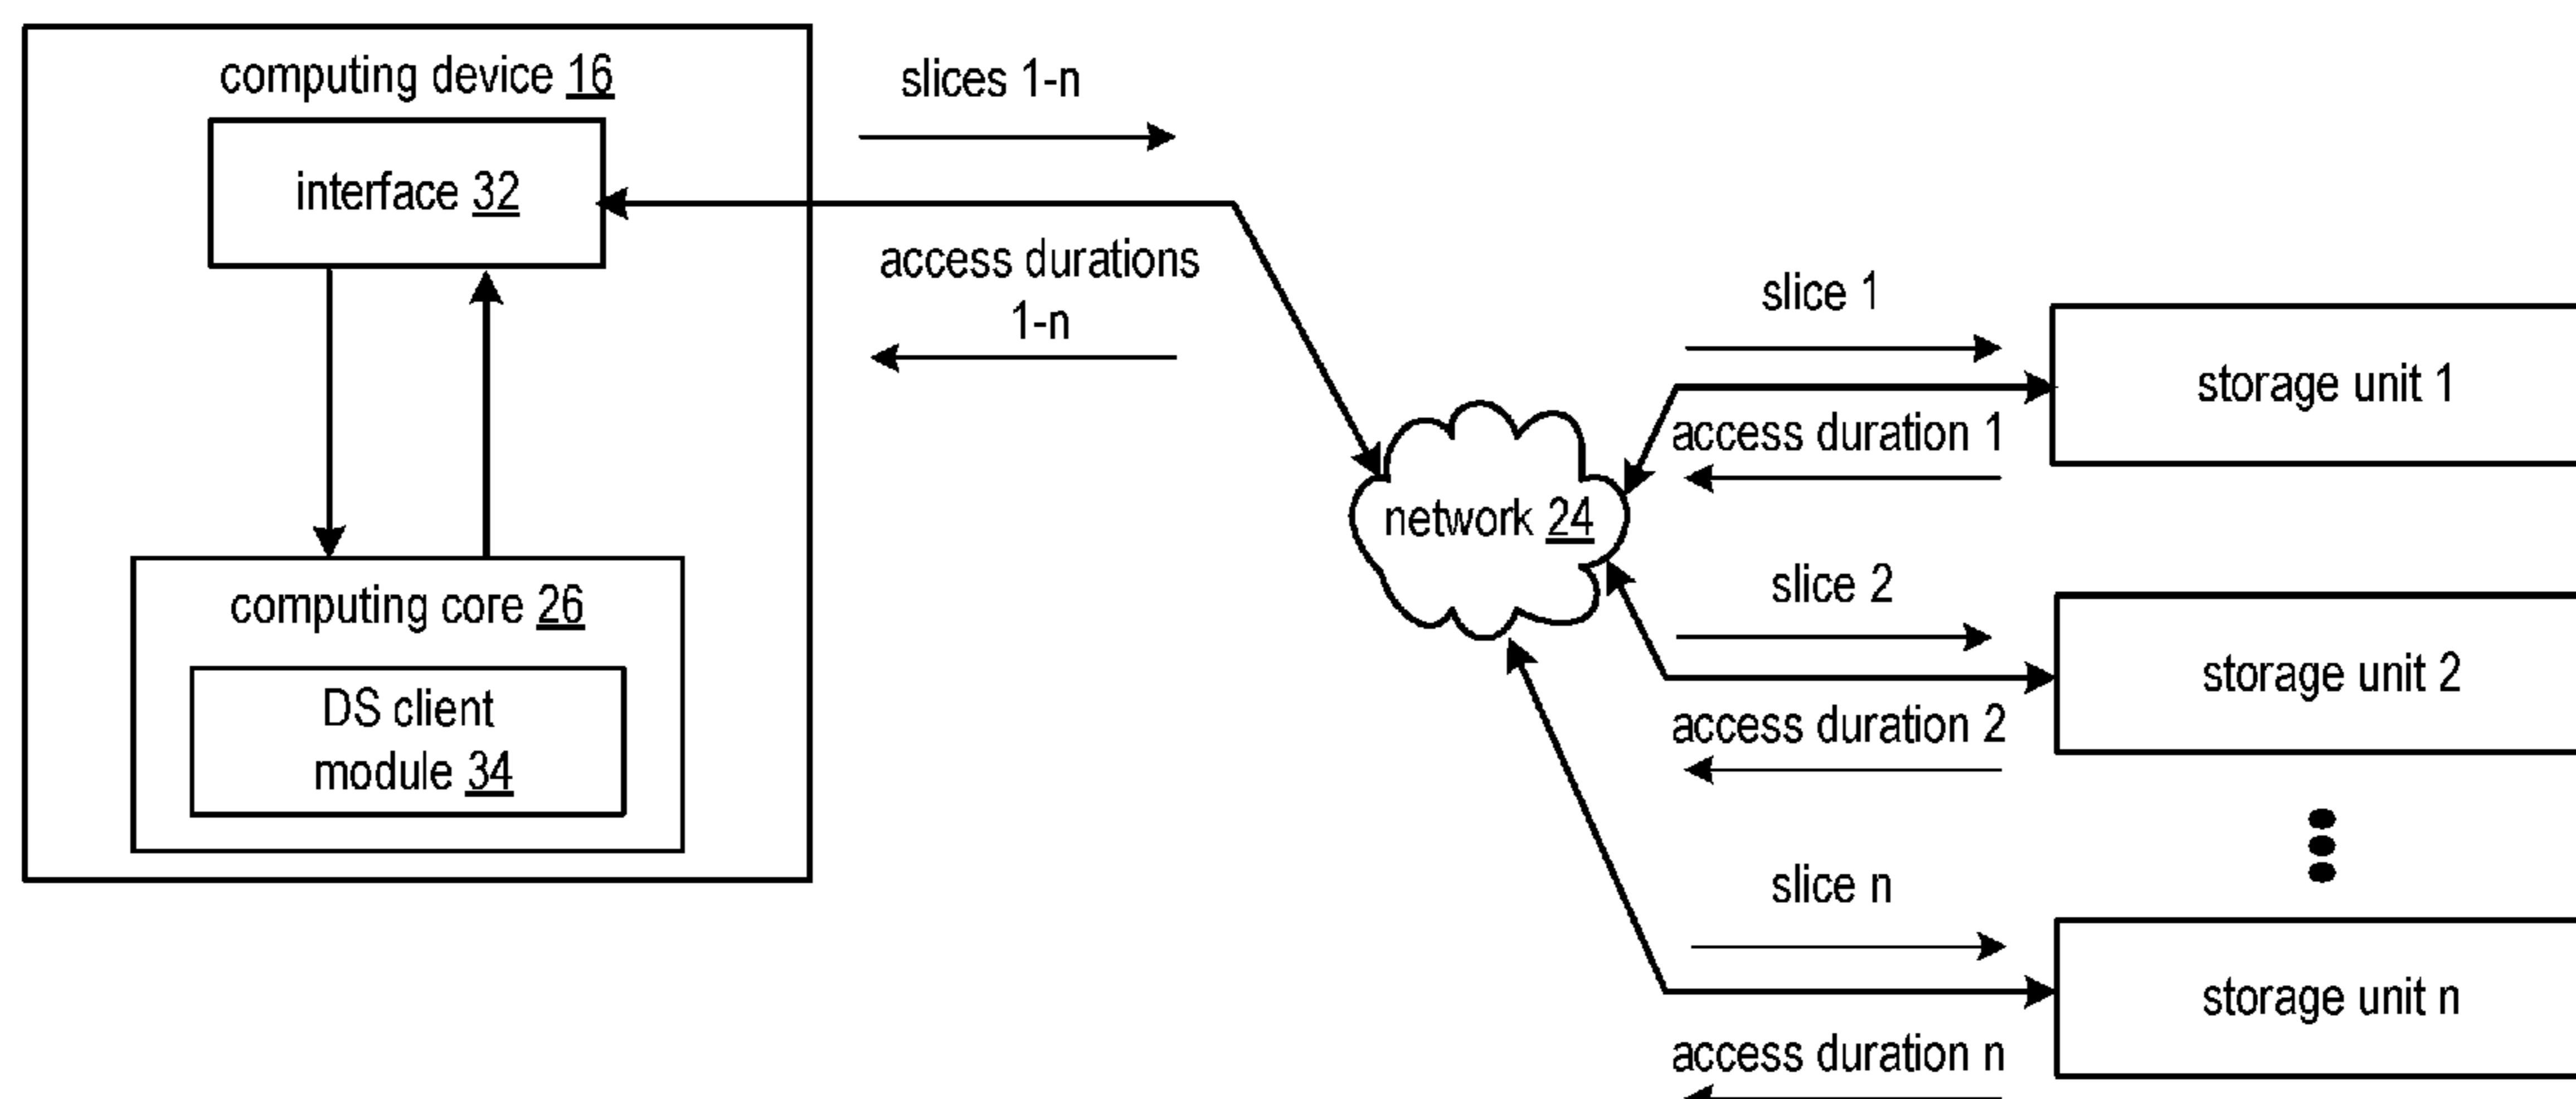 computing device 16
interface 32
computing core 26
DS client
module 34
slices 1-n
access durations
1-n
network 24
slice 1
access duration 1
storage unit 1
slice 2
access duration 2
storage unit 2
slice n
access duration n
storage unit n